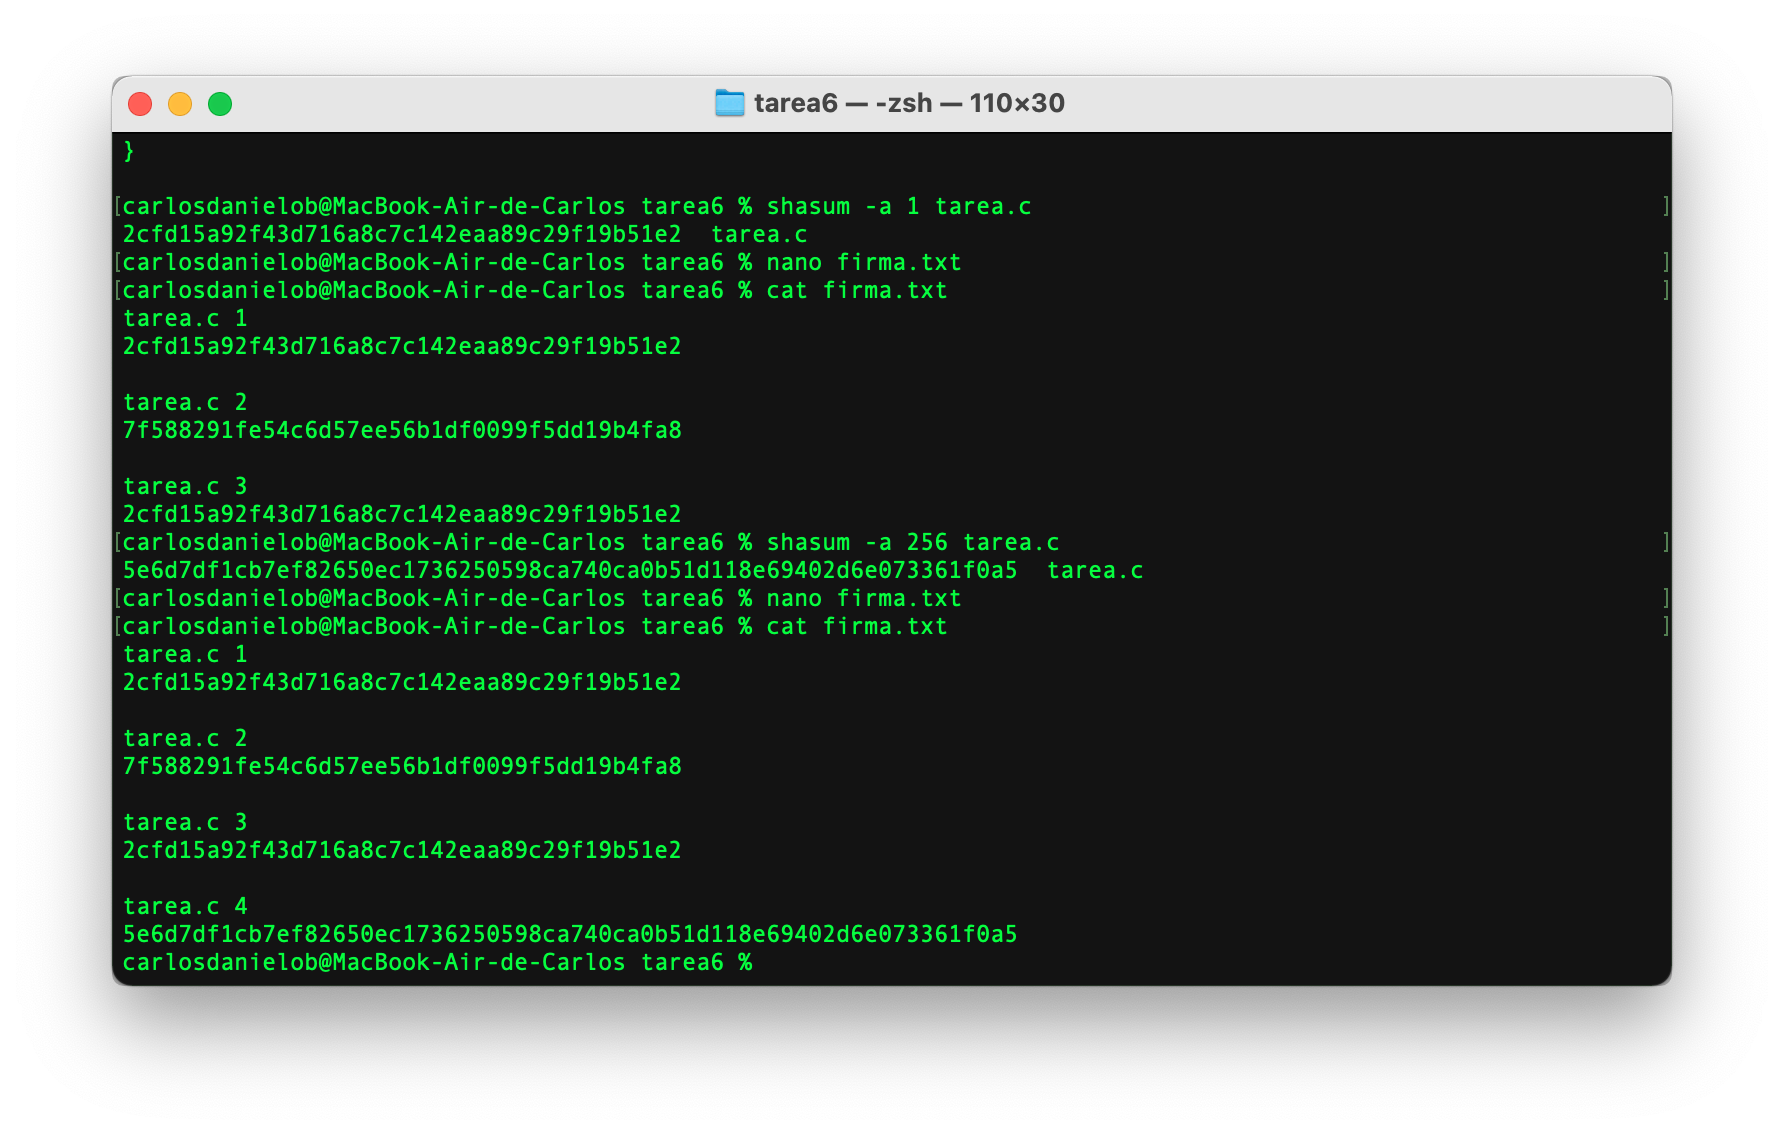 tarea6 — -zsh — 110×30
}
[carlosdanielob@MacBook-Air-de-Carlos tarea6 % shasum -a 1 tarea.c ]
2cfd15a92f43d716a8c7c142eaa89c29f19b51e2  tarea.c
[carlosdanielob@MacBook-Air-de-Carlos tarea6 % nano firma.txt ]
[carlosdanielob@MacBook-Air-de-Carlos tarea6 % cat firma.txt ]
tarea.c 1
2cfd15a92f43d716a8c7c142eaa89c29f19b51e2
tarea.c 2
7f588291fe54c6d57ee56b1df0099f5dd19b4fa8
tarea.c 3
2cfd15a92f43d716a8c7c142eaa89c29f19b51e2
[carlosdanielob@MacBook-Air-de-Carlos tarea6 % shasum -a 256 tarea.c ]
5e6d7df1cb7ef82650ec1736250598ca740ca0b51d118e69402d6e073361f0a5  tarea.c
[carlosdanielob@MacBook-Air-de-Carlos tarea6 % nano firma.txt ]
[carlosdanielob@MacBook-Air-de-Carlos tarea6 % cat firma.txt ]
tarea.c 1
2cfd15a92f43d716a8c7c142eaa89c29f19b51e2
tarea.c 2
7f588291fe54c6d57ee56b1df0099f5dd19b4fa8
tarea.c 3
2cfd15a92f43d716a8c7c142eaa89c29f19b51e2
tarea.c 4
5e6d7df1cb7ef82650ec1736250598ca740ca0b51d118e69402d6e073361f0a5
carlosdanielob@MacBook-Air-de-Carlos tarea6 %